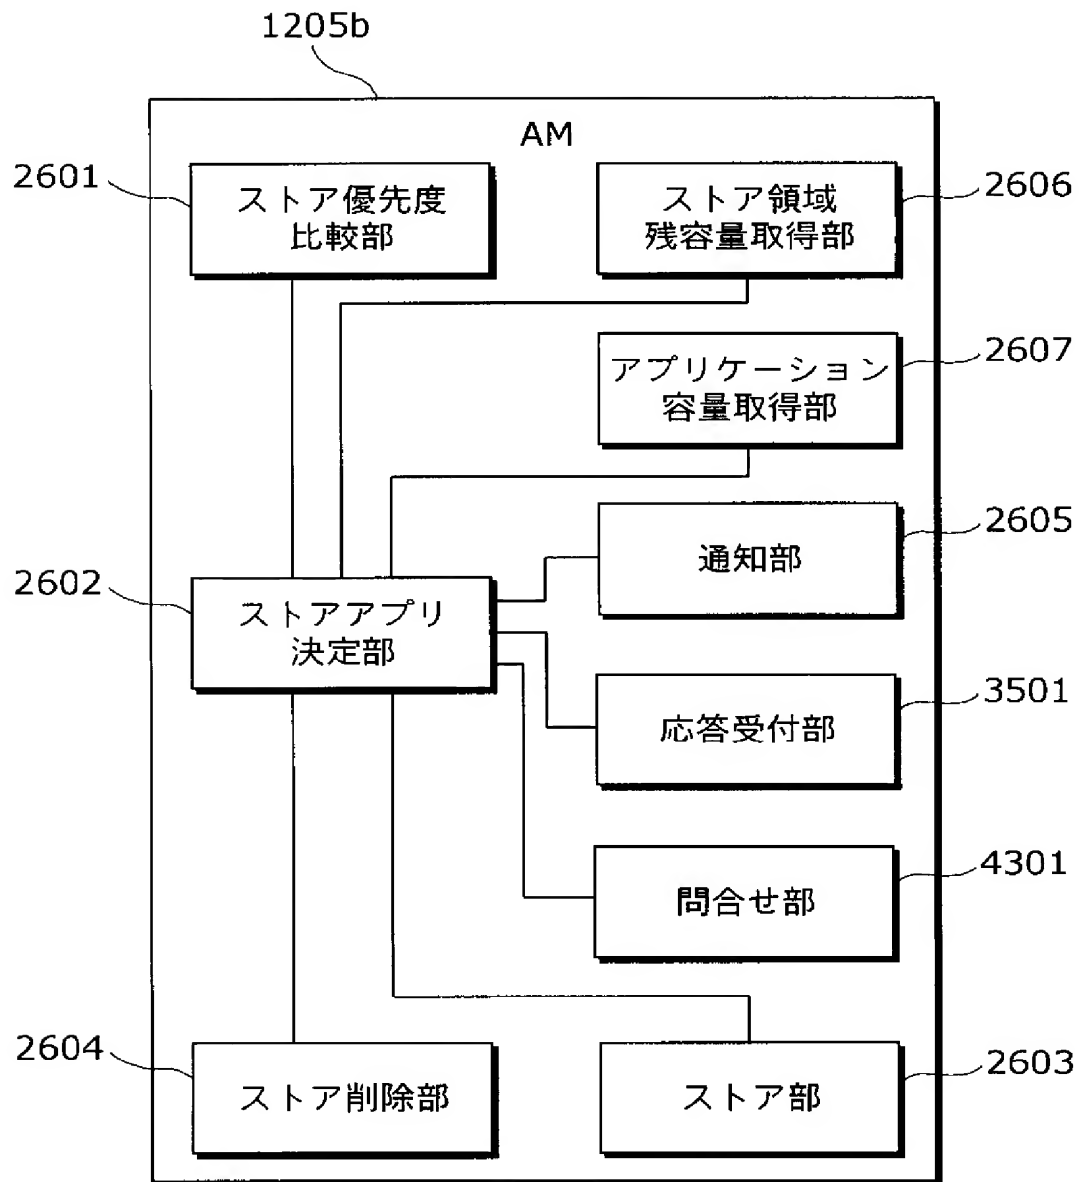 1205b
AM
2601
ストア優先度
比較部
ストア領域
残容量取得部
2606
アプリケーション
容量取得部
2607
通知部
2605
2602
ストアアプリ
決定部
応答受付部
3501
問合せ部
4301
2604
ストア削除部
ストア部
2603